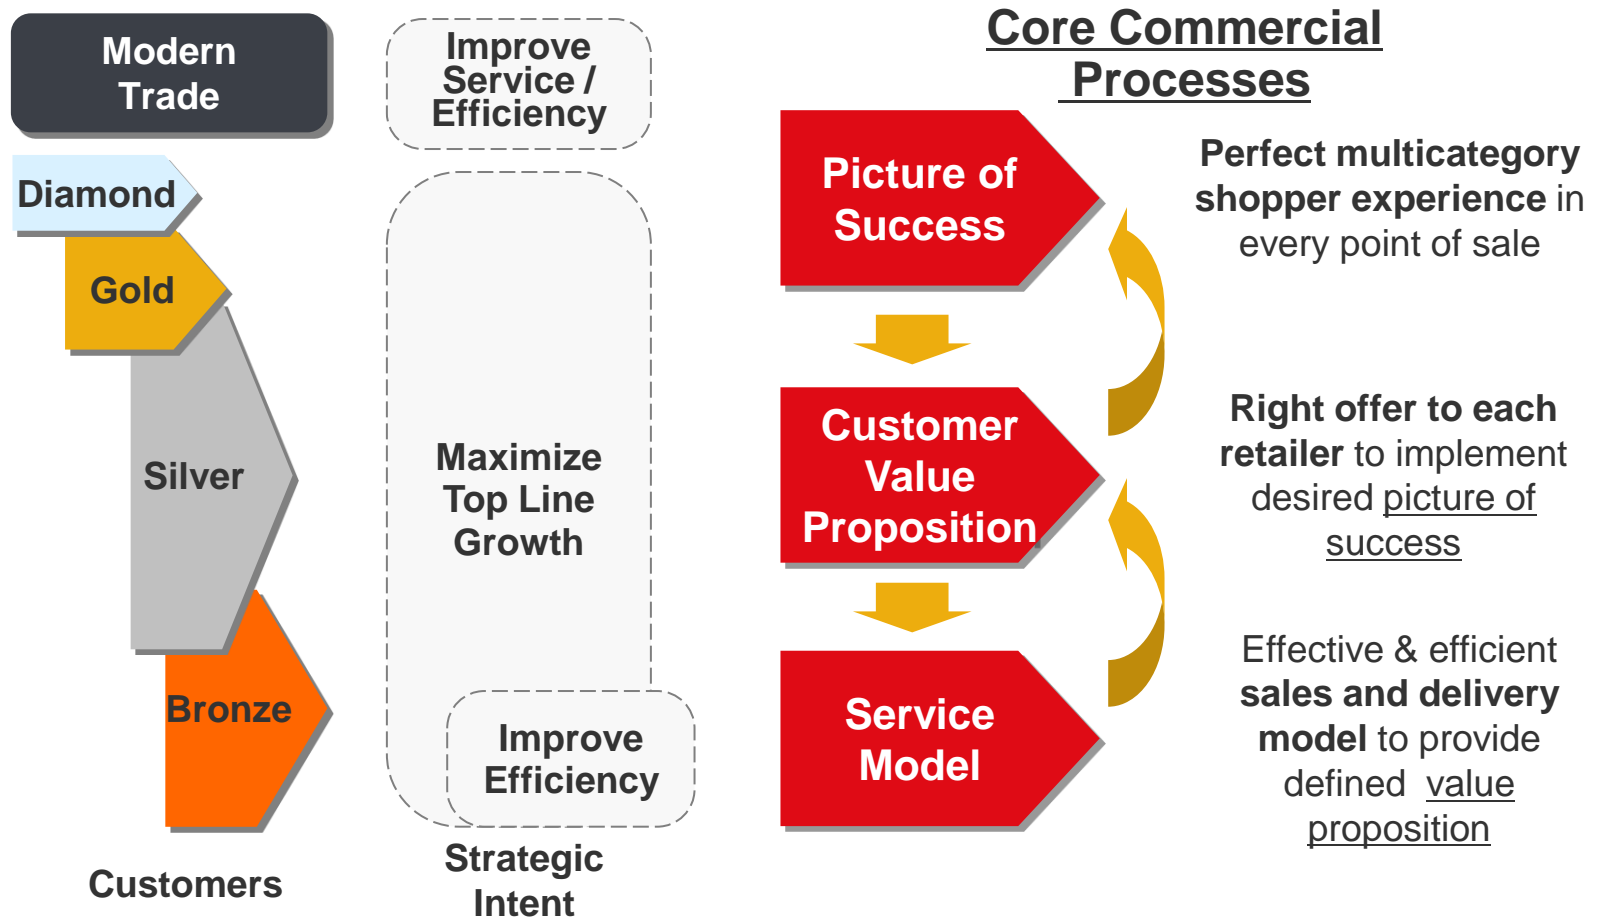 Modern
Trade
Diamond
Gold
Silver
Bronze
Customers
Improve
Service /
Efficiency
Maximize
Top Line
Growth
Improve
Efficiency
Strategic
Intent
Core Commercial
Processes
Picture of
Success
Perfect multicategory
shopper experience in
every point of sale
Customer
Value
Proposition
Right offer to each
retailer to implement
desired picture of
success
Service
Model
Effective & efficient
sales and delivery
model to provide
defined value
proposition